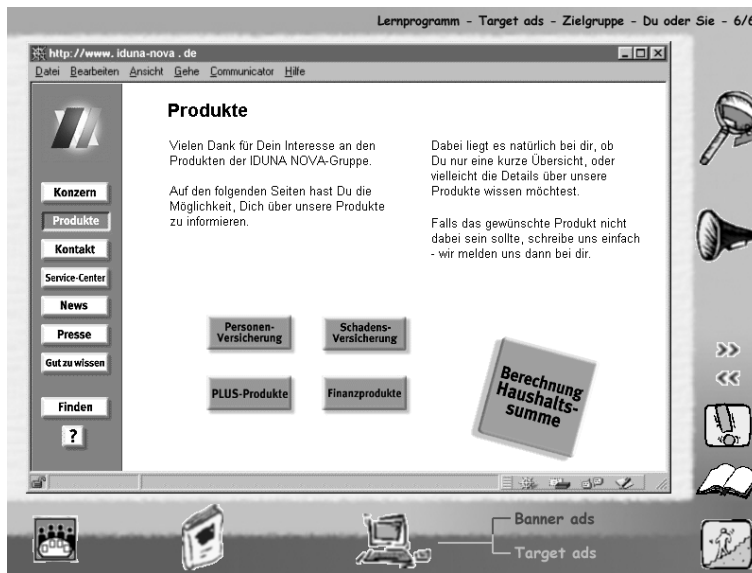 Lernprogramm - Target ads - Zielgruppe - Du oder Sie - 6/6
http://www. iduna-nova . de
Datei Bearbeiten Ansicht Gehe Communicator Hilfe
Produkte
Vielen Dank für Dein Interesse an den
Produkten der IDUNA NOVA-Gruppe.
Auf den folgenden Seiten hast Du die
Möglichkeit, Dich über unsere Produkte
zu informieren.
Dabei liegt es natürlich bei dir, ob
Du nur eine kurze Übersicht, oder
vielleicht die Details über unsere
Produkte wissen möchtest.
Falls das gewünschte Produkt nicht
dabei sein sollte, schreibe uns einfach
- wir melden uns dann bei dir.
Konzern
Produkte
Kontakt
Service-Center
News
Presse
Gut zu wissen
Finden
?
Personen-
Versicherung
Schadens-
Versicherung
PLUS-Produkte
Finanzprodukte
Berechnung
Haushalts-
summe
Banner ads
Target ads